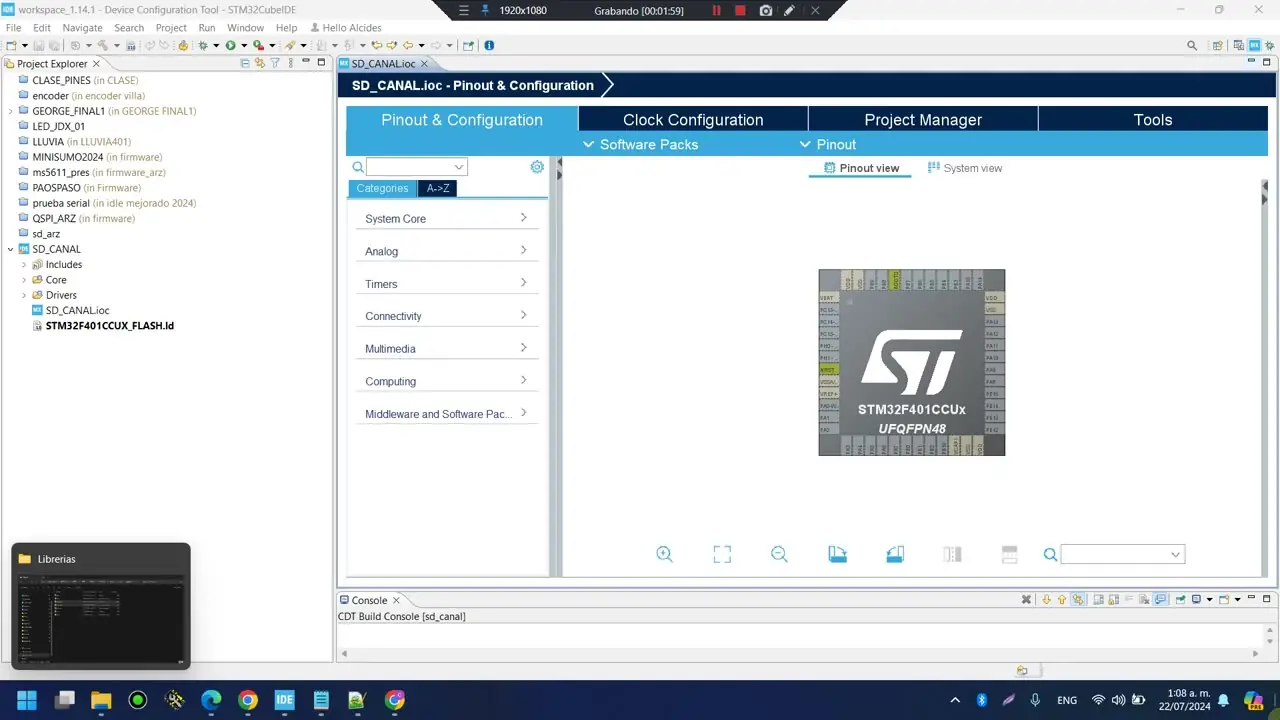 workspace_1.14.1 - Device Configuration Tool - STM32CubeIDE
1920x1080
Grabando [00:01:59]
File Edit Navigate Search Project Run Window Help Hello Alcides
Project Explorer
CLASE_PINES (in CLASE)
encoder (in encoder villa)
GEORGE_FINAL1 (in GEORGE FINAL1)
LED_JDX_01
LLUVIA (in LLUVIA401)
MINISUMO2024 (in firmware)
ms5611_pres (in firmware_arz)
PAOSPASO (in Firmware)
prueba serial (in idle mejorado 2024)
QSPI_ARZ (in firmware)
sd_arz
SD_CANAL
Includes
Core
Drivers
SD_CANAL.ioc
STM32F401CCUX_FLASH.ld
Librerias
SD_CANAL.ioc
SD_CANAL.ioc - Pinout & Configuration
Pinout & Configuration
Clock Configuration
Project Manager
Tools
Software Packs
Pinout
Categories
A->Z
System Core
Analog
Timers
Connectivity
Multimedia
Computing
Middleware and Software Pac...
Pinout view
System view
VBAT
VDD
STM32F401CCUx
UFQFPN48
CDT Build Console [sd_canal]
IDE
ENG
1:08 a. m.
22/07/2024